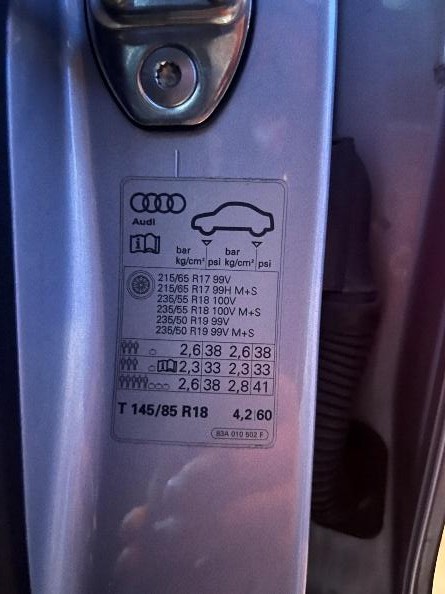 Audi
bar bar
kg/cm² psi kg/cm² psi
215/65 R17 99V
215/65 R17 99H M+S
235/55 R18 100V
235/55 R18 100V M+S
235/50 R19 99V
235/50 R19 99V M+S
2,6 38 2,6 38
2,3 33 2,3 33
2,6 38 2,8 41
T 145/85 R18 4,2 60
83A 010 502 F